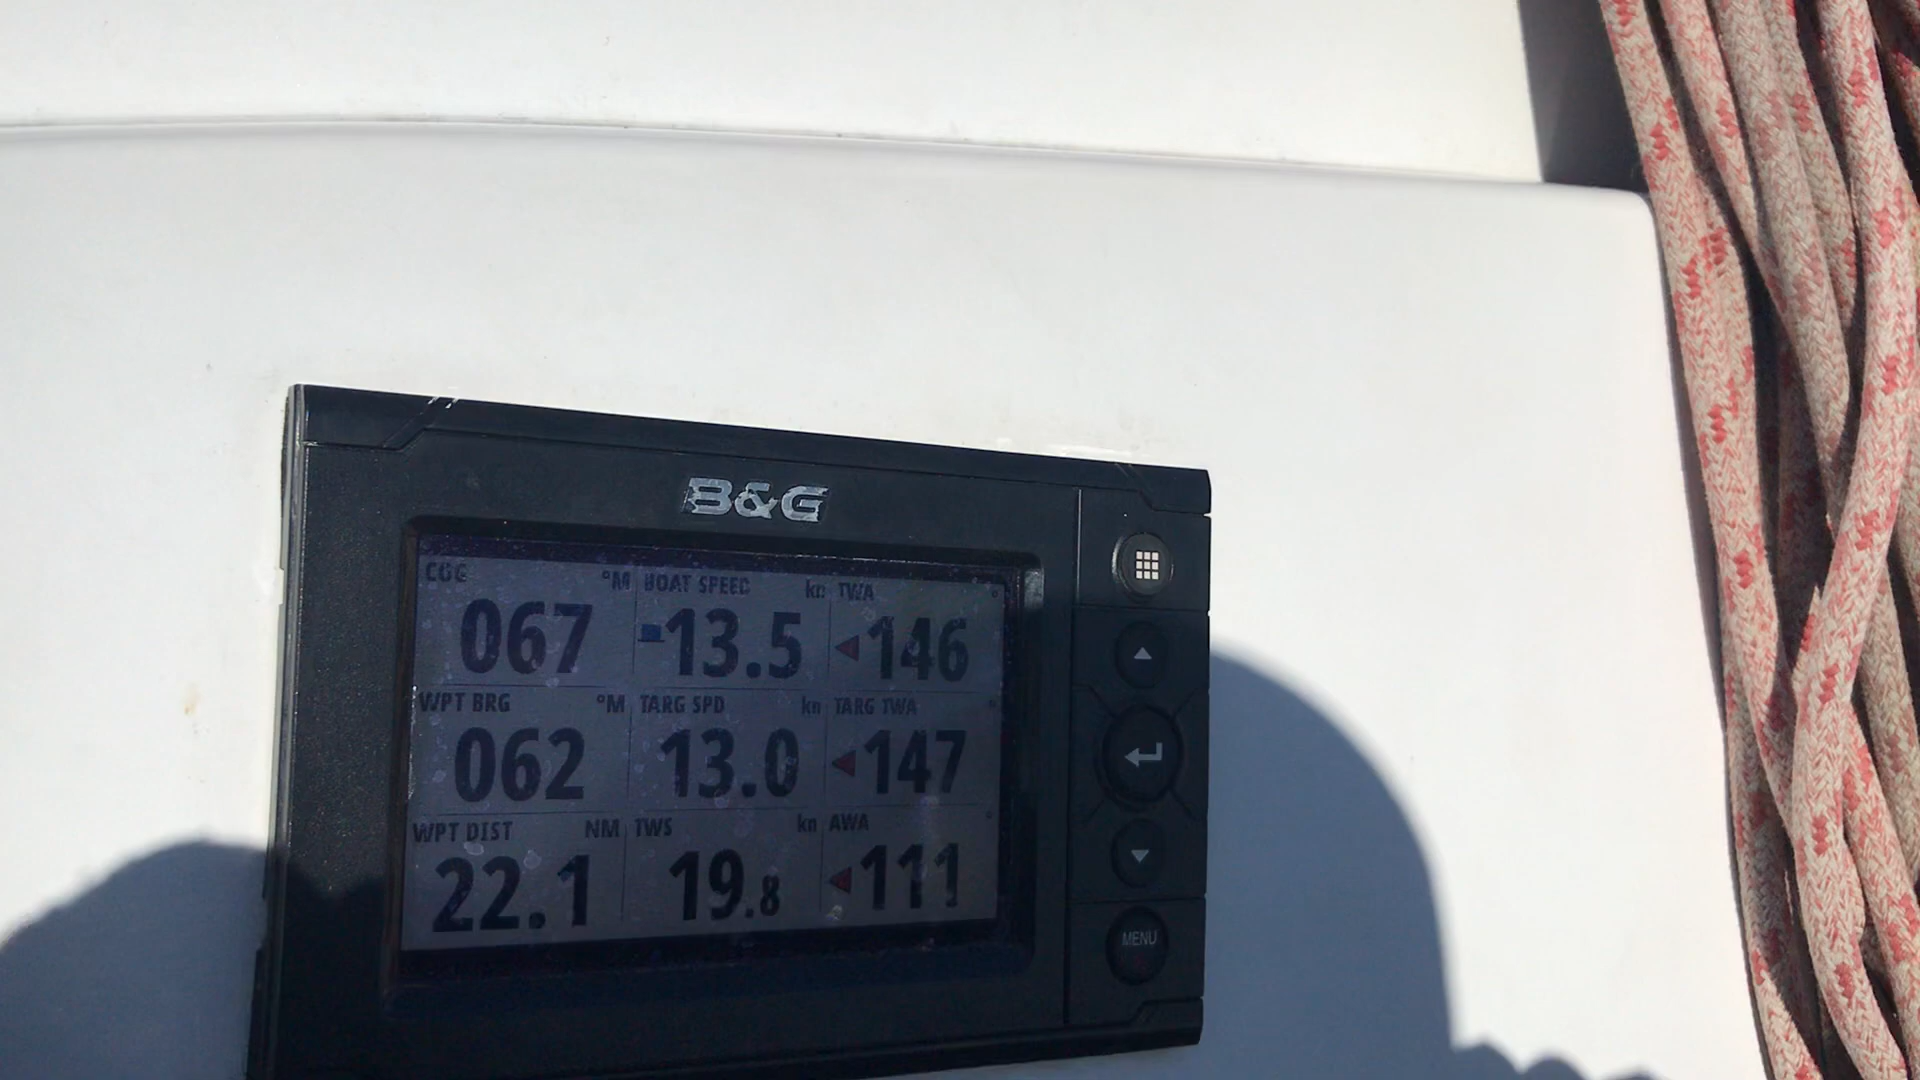 B&G
COG °M BOAT SPEED kn TWA °
067 13.5 146
WPT BRG °M TARG SPD kn TARG TWA °
062 13.0 147
WPT DIST NM TWS kn AWA °
22.1 19.8 111
MENU